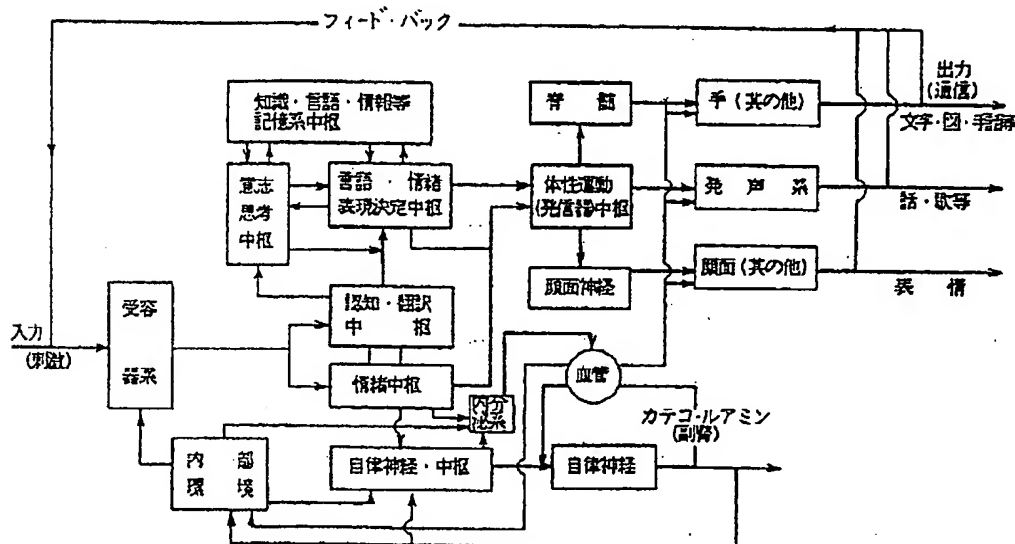 フィード・バック
出力
(通信)
文字・図・手話等
知識・言語・情報等
記憶系中枢
脊髄
手(其の他)
意志
思考
中枢
言語・情緒
表現決定中枢
体性運動
(発信器)中枢
発声系
話・歌等
顔面神経
顔面(其の他)
表情
入力
(刺激)
受容
器系
認知・翻訳
中枢
情緒中枢
内分
泌系
血管
カテコ・ルアミン
(副腎)
内部
環境
自律神経・中枢
自律神経